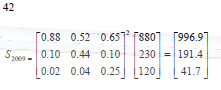 42
S₂₀₀₉ = [0.88 0.52 0.65]² [880] [996.9]
[0.10 0.44 0.10] [230] = [191.4]
[0.02 0.04 0.25] [120] [41.7]